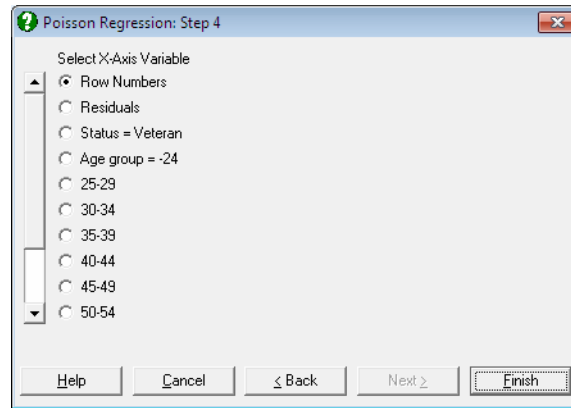 Poisson Regression: Step 4
Select X-Axis Variable
Row Numbers
Residuals
Status = Veteran
Age group = -24
25-29
30-34
35-39
40-44
45-49
50-54
Help Cancel < Back Next > Finish